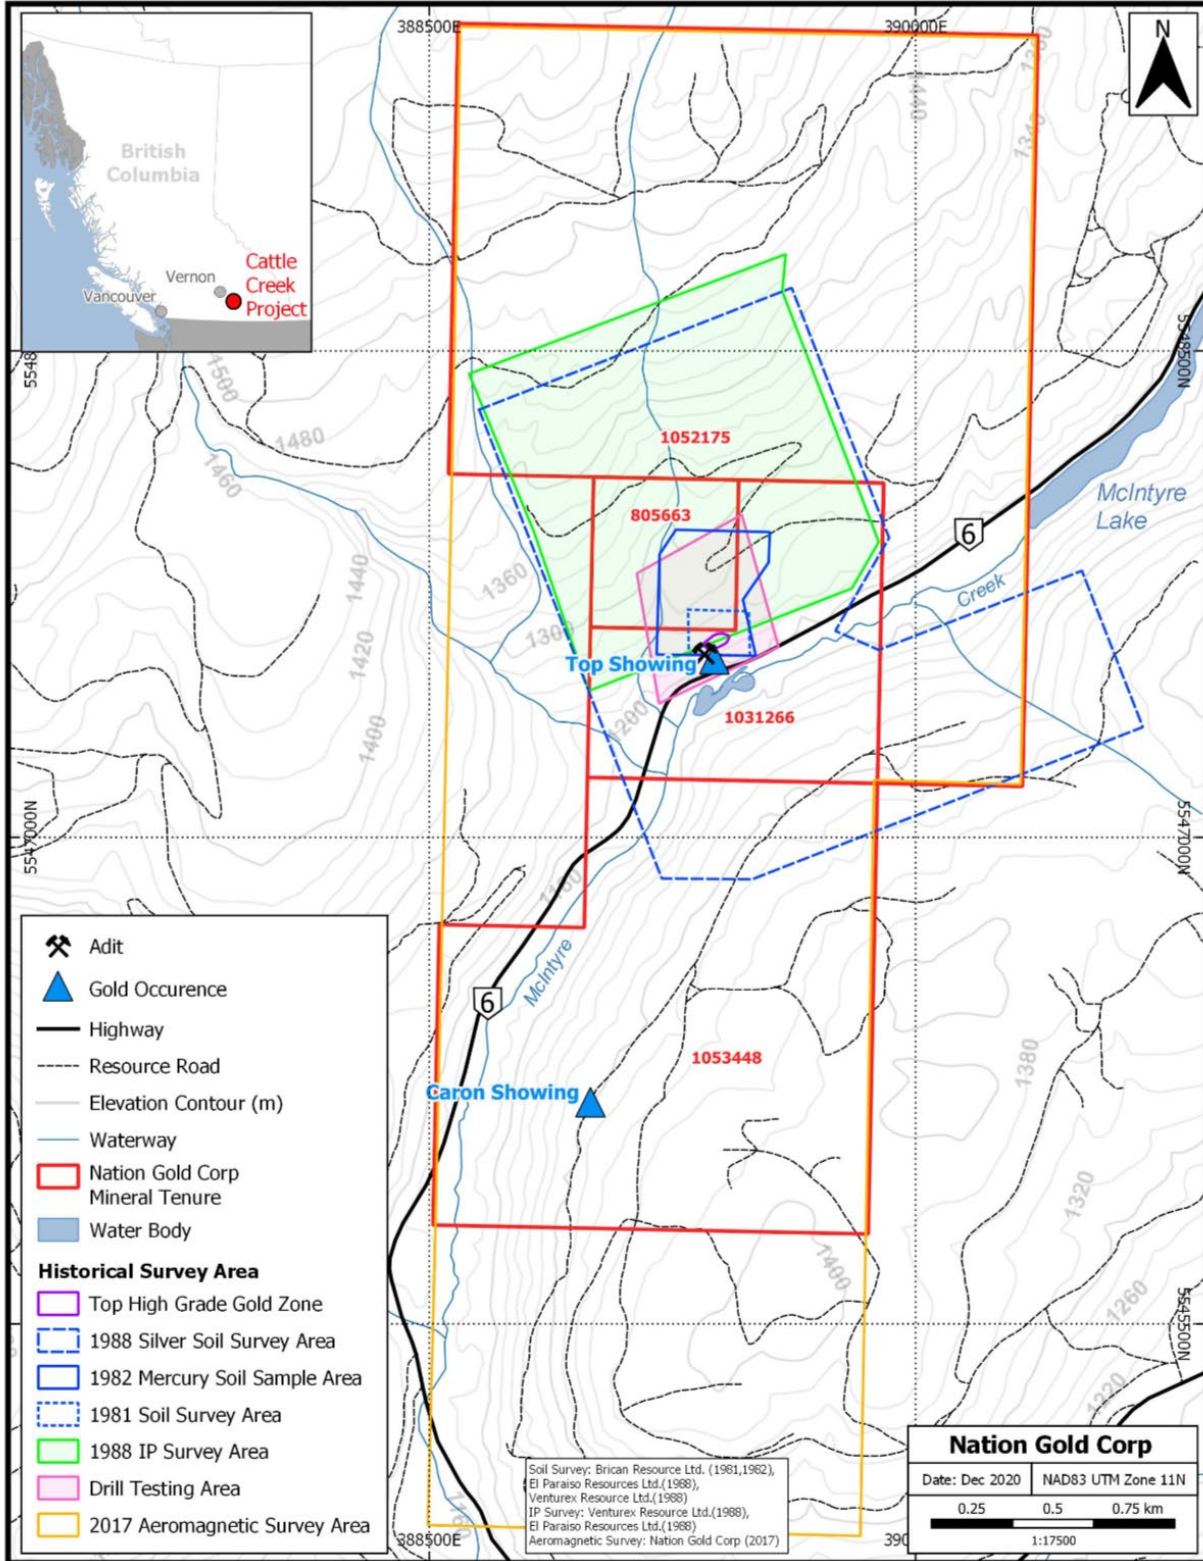 388500E
390000E
1360
N
1440
1340
British
Columbia
Vernon
Vancouver
Cattle
Creek
Project
5548500N
1500
1480
1460
1052175
McIntyre
Lake
805663
6
1440
1360
Creek
1420
1300
Top Showing
1400
1200
1031266
5547000N
5547000N
1180
McIntyre
6
1053448
1380
Caron Showing
1320
1400
1260
5545500N
1220
1160
388500E
Adit
Gold Occurence
Highway
Resource Road
Elevation Contour (m)
Waterway
Nation Gold Corp
Mineral Tenure
Water Body
Historical Survey Area
Top High Grade Gold Zone
1988 Silver Soil Survey Area
1982 Mercury Soil Sample Area
1981 Soil Survey Area
1988 IP Survey Area
Drill Testing Area
2017 Aeromagnetic Survey Area
Soil Survey: Brican Resource Ltd. (1981,1982),
El Paraiso Resources Ltd.(1988),
Venturex Resource Ltd.(1988)
IP Survey: Venturex Resource Ltd.(1988),
El Paraiso Resources Ltd.(1988)
Aeromagnetic Survey: Nation Gold Corp (2017)
Nation Gold Corp
Date: Dec 2020 NAD83 UTM Zone 11N
0.25 0.5 0.75 km
1:17500